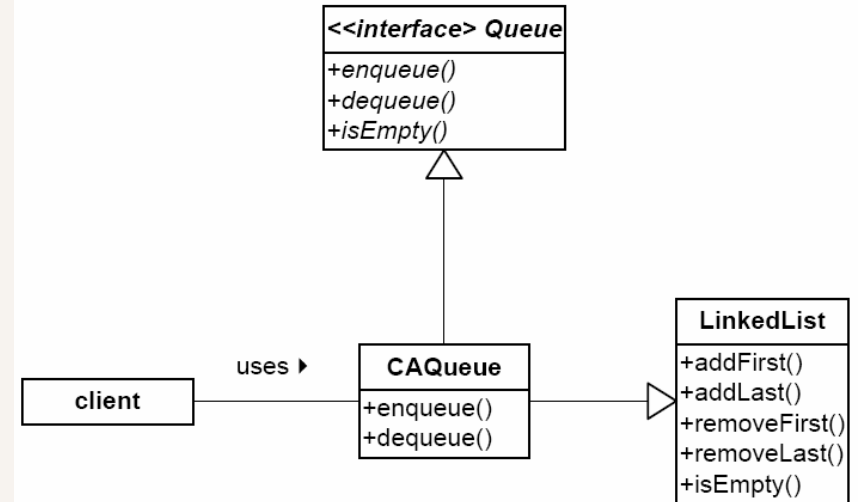 <<interface> Queue
+enqueue()
+dequeue()
+isEmpty()
LinkedList
+addFirst()
+addLast()
+removeFirst()
+removeLast()
+isEmpty()
uses
CAQueue
+enqueue()
+dequeue()
client